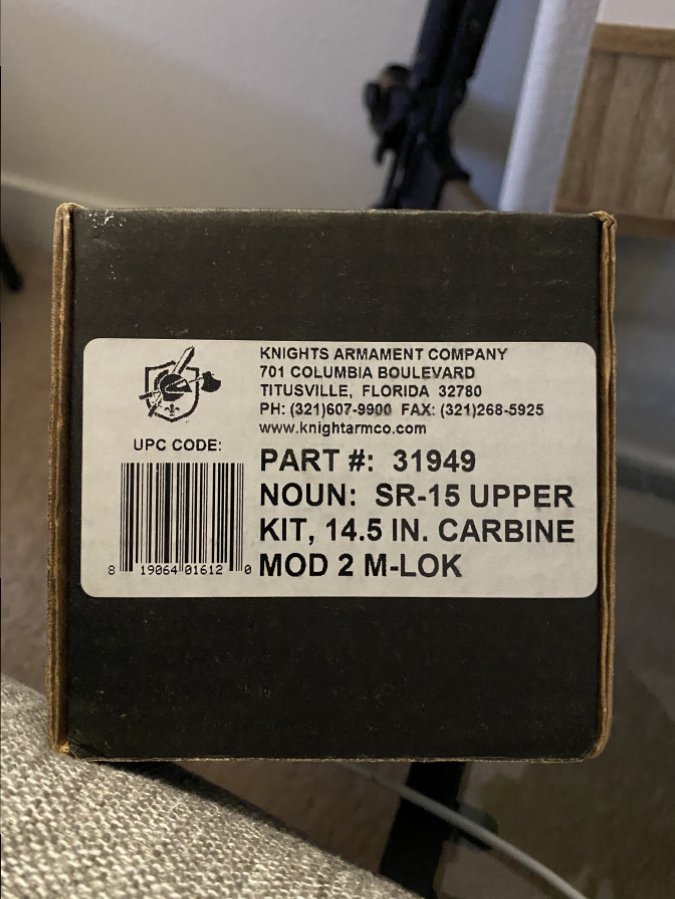 KNIGHTS ARMAMENT COMPANY
701 COLUMBIA BOULEVARD
TITUSVILLE, FLORIDA 32780
PH: (321)607-9900 FAX: (321)268-5925
www.knightarmco.com
UPC CODE:
8 19064 01612 0
PART #: 31949
NOUN: SR-15 UPPER
KIT, 14.5 IN. CARBINE
MOD 2 M-LOK